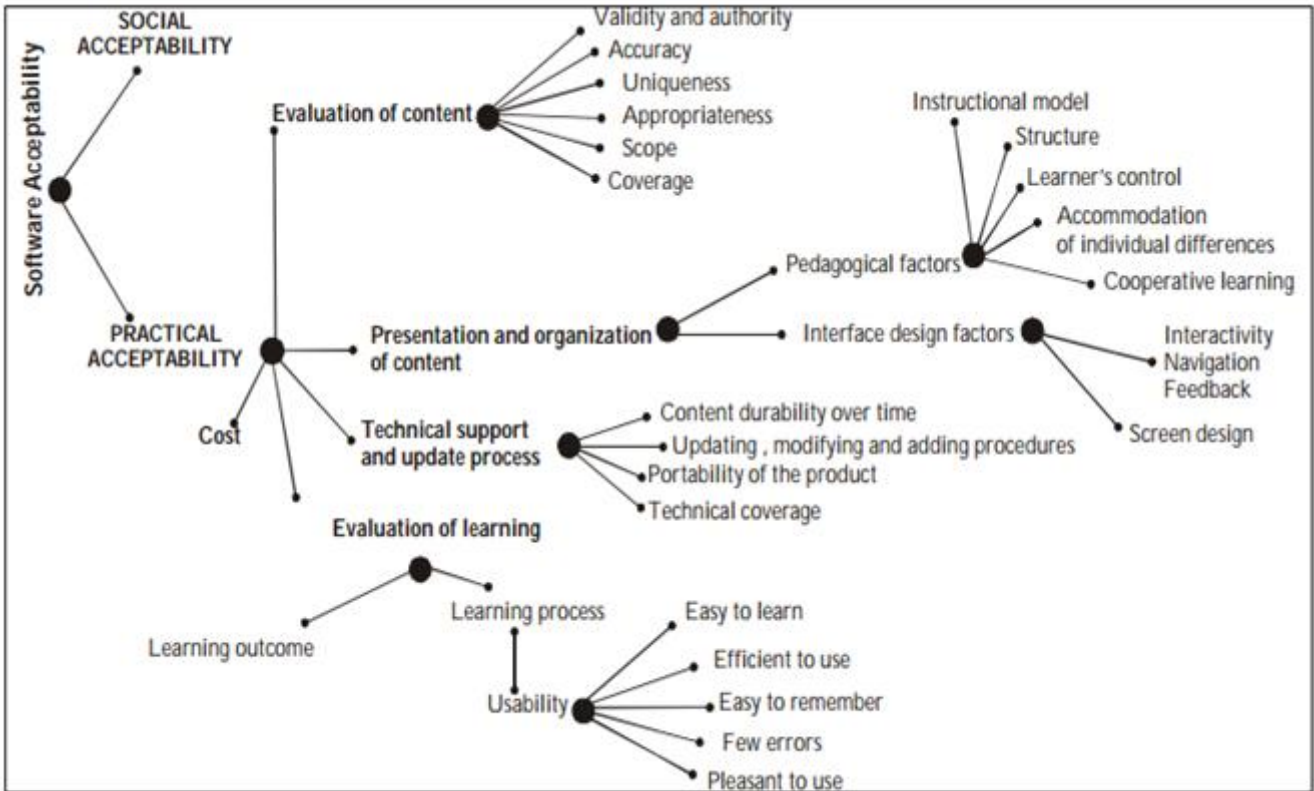 Software Acceptability
SOCIAL
ACCEPTABILITY
PRACTICAL
ACCEPTABILITY
Evaluation of content
Validity and authority
Accuracy
Uniqueness
Appropriateness
Scope
Coverage
Presentation and organization
of content
Pedagogical factors
Instructional model
Structure
Learner's control
Accommodation
of individual differences
Cooperative learning
Interface design factors
Interactivity
Navigation
Feedback
Screen design
Cost
Technical support
and update process
Content durability over time
Updating , modifying and adding procedures
Portability of the product
Technical coverage
Evaluation of learning
Learning outcome
Learning process
Usability
Easy to learn
Efficient to use
Easy to remember
Few errors
Pleasant to use